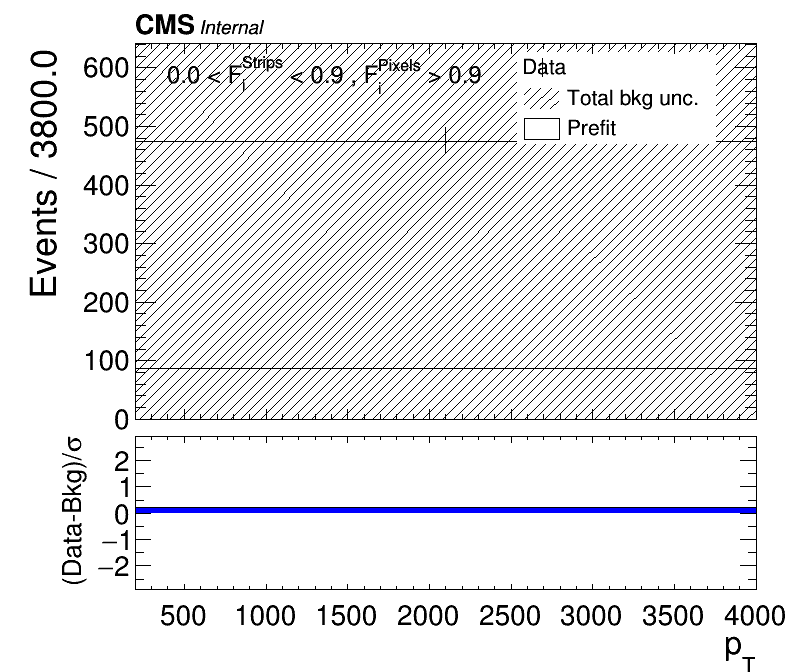 CMS Internal
0.0 < F_i^Strips < 0.9 , F_i^Pixels > 0.9
Data
Total bkg unc.
Prefit
Events / 3800.0
600
500
400
300
200
100
0
(Data-Bkg)/σ
2
1
0
−1
−2
500 1000 1500 2000 2500 3000 3500 4000
p_T